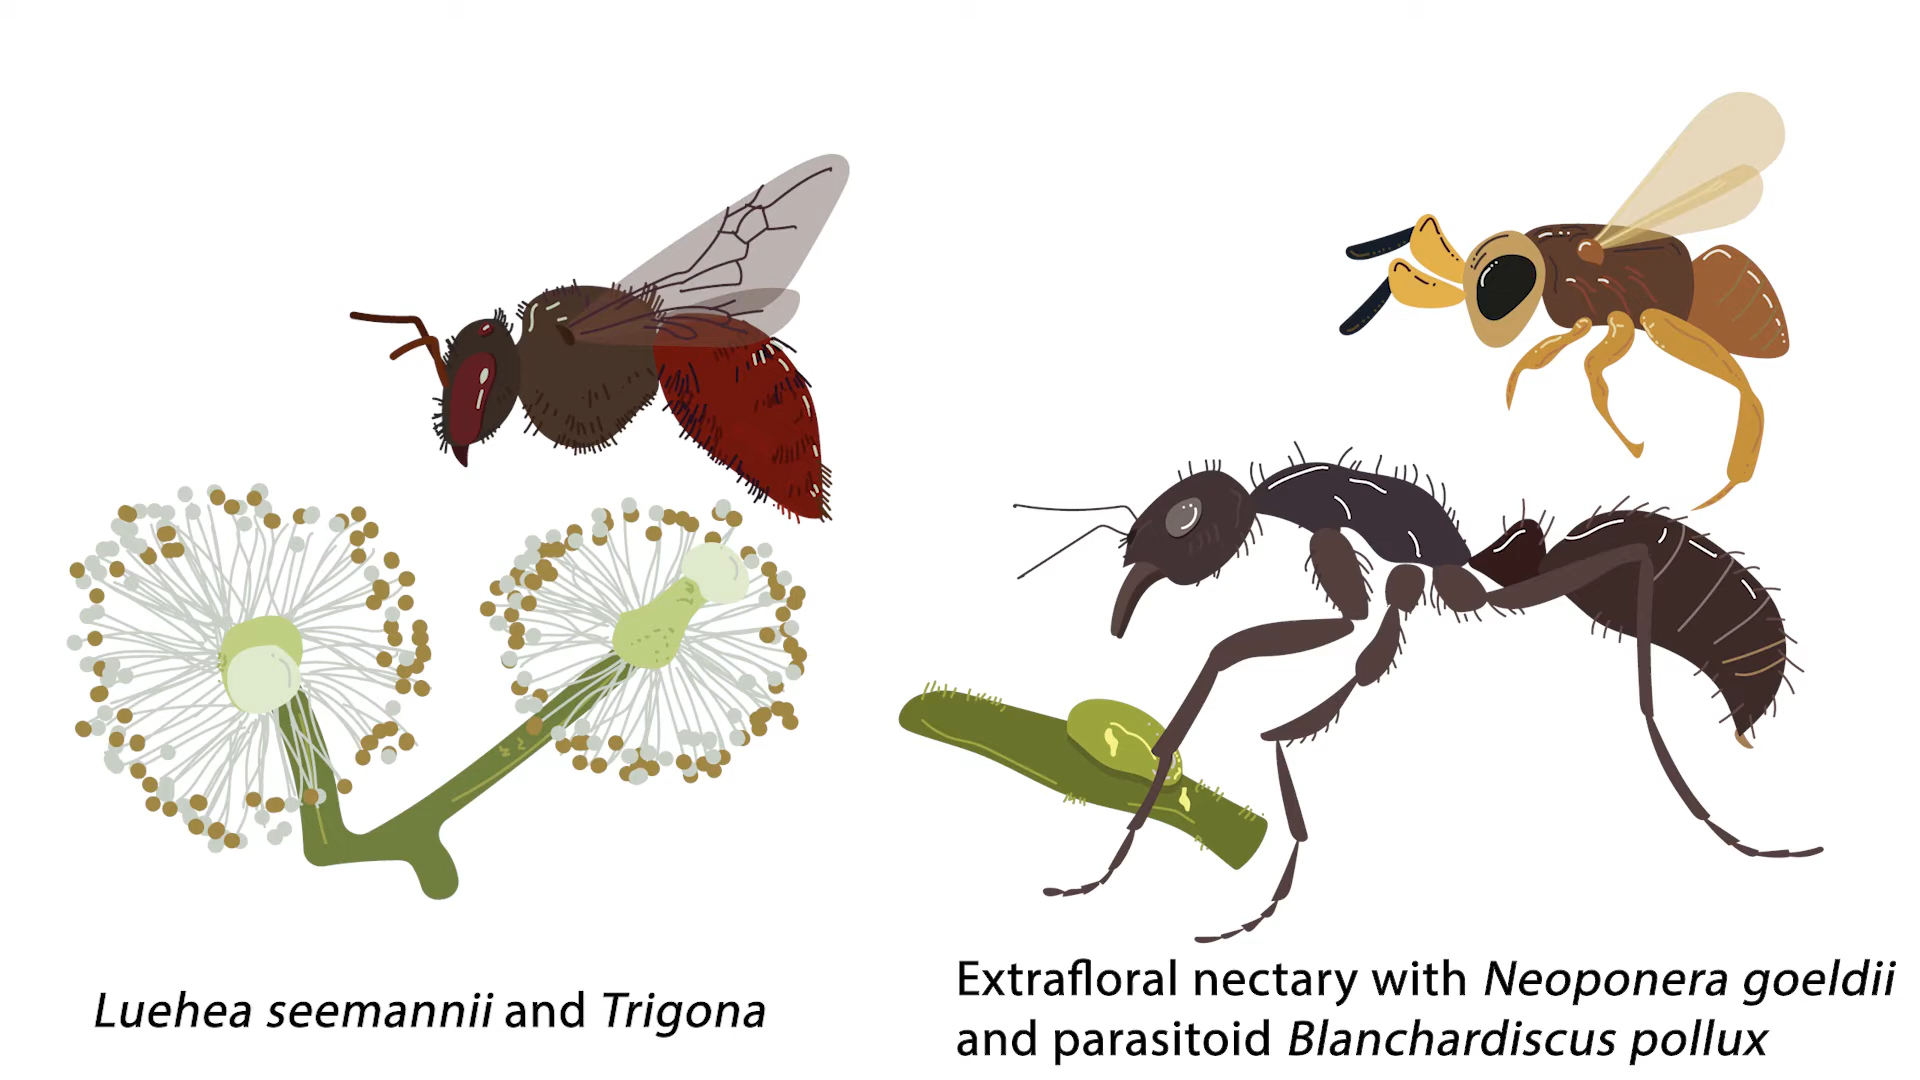 Luehea seemannii and Trigona
Extrafloral nectary with Neoponera goeldii
and parasitoid Blanchardiscus pollux